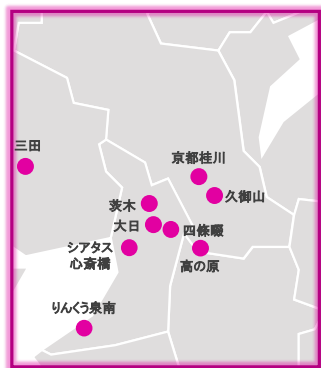 三田
京都桂川
久御山
茨木
大日
四條畷
シアタス
心斎橋
高の原
りんくう泉南